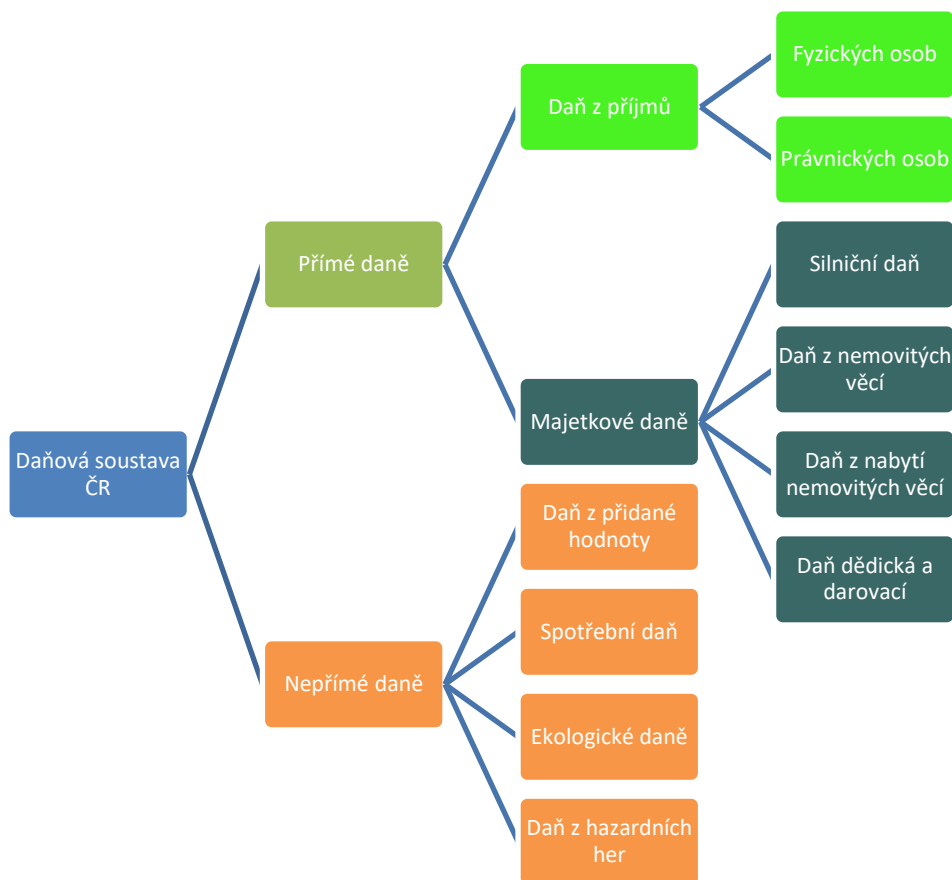 Daňová soustava
ČR
Přímé daně
Daň z příjmů
Fyzických osob
Právnických osob
Majetkové daně
Silniční daň
Daň z nemovitých
věcí
Daň z nabytí
nemovitých věcí
Daň dědická a
darovací
Nepřímé daně
Daň z přidané
hodnoty
Spotřební daň
Ekologické daně
Daň z hazardních
her